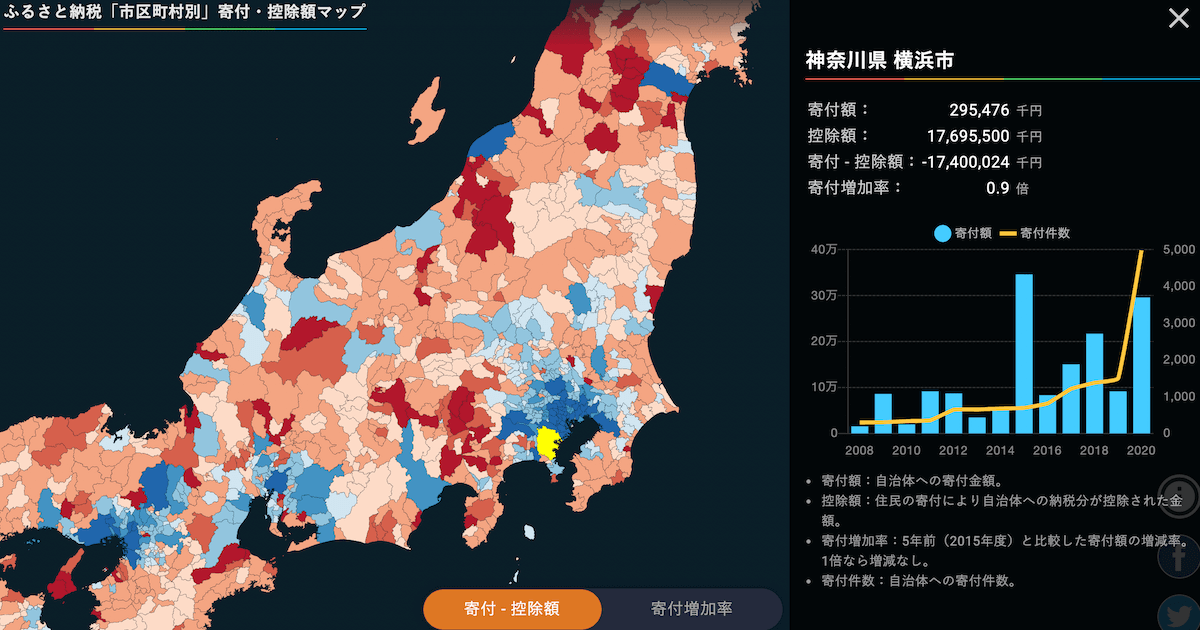 ふるさと納税「市区町村別」寄付・控除額マップ
神奈川県 横浜市
寄付額： 295,476 千円
控除額： 17,695,500 千円
寄付 - 控除額： -17,400,024 千円
寄付増加率： 0.9 倍
寄付額 寄付件数
40万 5,000
4,000
30万
3,000
20万
2,000
10万
1,000
0 0
2008 2010 2012 2014 2016 2018 2020
• 寄付額：自治体への寄付金額。
• 控除額：住民の寄付により自治体への納税分が控除された金
額。
• 寄付増加率：5年前（2015年度）と比較した寄付額の増減率。
1倍なら増減なし。
• 寄付件数：自治体への寄付件数。
寄付 - 控除額 寄付増加率